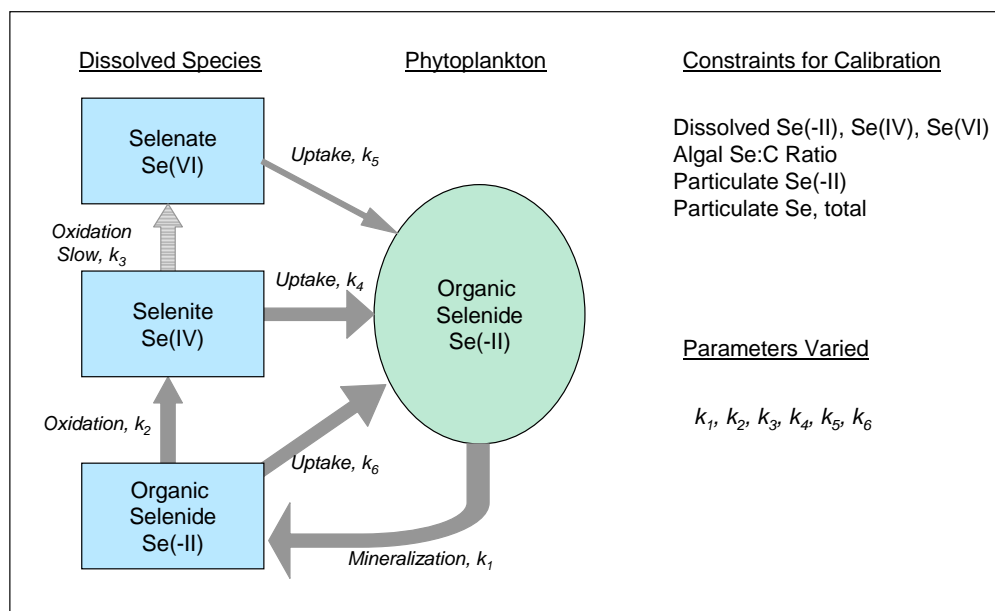 Dissolved Species
Phytoplankton
Constraints for Calibration
Selenate
Se(VI)
Uptake, k5
Dissolved Se(-II), Se(IV), Se(VI)
Algal Se:C Ratio
Particulate Se(-II)
Particulate Se, total
Oxidation
Slow, k3
Selenite
Se(IV)
Uptake, k4
Organic
Selenide
Se(-II)
Parameters Varied
k1, k2, k3, k4, k5, k6
Oxidation, k2
Uptake, k6
Organic
Selenide
Se(-II)
Mineralization, k1